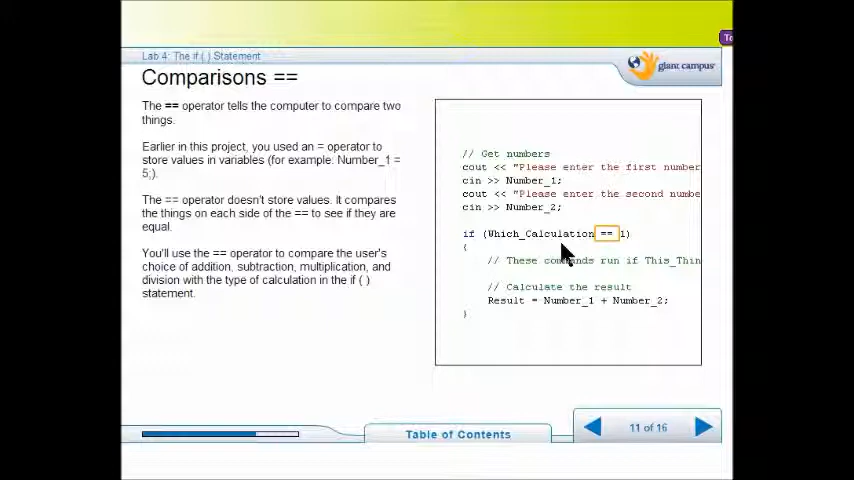 To
Lab 4: The if ( ) Statement
giant campus
Comparisons ==
The == operator tells the computer to compare two
things.
Earlier in this project, you used an = operator to
store values in variables (for example: Number_1 =
5;).
The == operator doesn't store values. It compares
the things on each side of the == to see if they are
equal.
You'll use the == operator to compare the user's
choice of addition, subtraction, multiplication, and
division with the type of calculation in the if ( )
statement.
// Get numbers
cout << "Please enter the first number
cin >> Number_1;
cout << "Please enter the second numbe
cin >> Number_2;
if (Which_Calculation == 1)
{
// These commands run if This_Thin
// Calculate the result
Result = Number_1 + Number_2;
}
Table of Contents
11 of 16